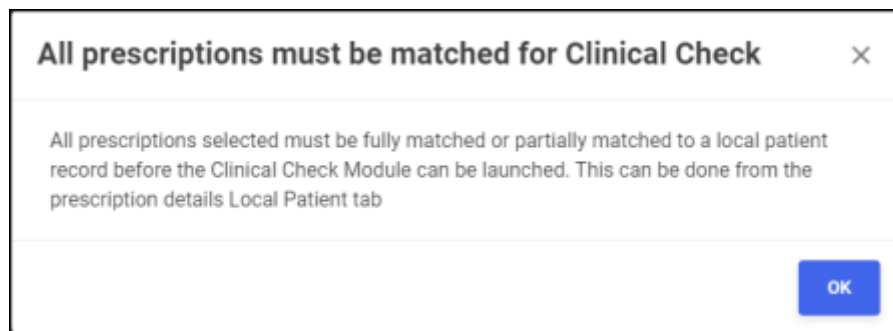 All prescriptions must be matched for Clinical Check
All prescriptions selected must be fully matched or partially matched to a local patient
record before the Clinical Check Module can be launched. This can be done from the
prescription details Local Patient tab
OK